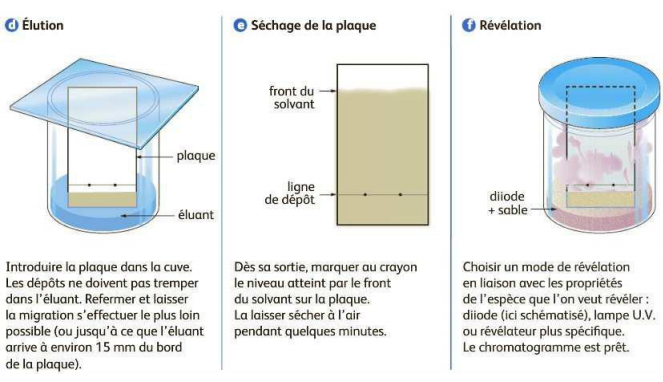 d Élution
plaque
éluant
Introduire la plaque dans la cuve.
Les dépôts ne doivent pas tremper
dans l'éluant. Refermer et laisser
la migration s'effectuer le plus loin
possible (ou jusqu'à ce que l'éluant
arrive à environ 15 mm du bord
de la plaque).
e Séchage de la plaque
front du
solvant
ligne
de dépôt
Dès sa sortie, marquer au crayon
le niveau atteint par le front
du solvant sur la plaque.
La laisser sécher à l'air
pendant quelques minutes.
f Révélation
diiode
+ sable
Choisir un mode de révélation
en liaison avec les propriétés
de l'espèce que l'on veut révéler :
diiode (ici schématisé), lampe U.V.
ou révélateur plus spécifique.
Le chromatogramme est prêt.